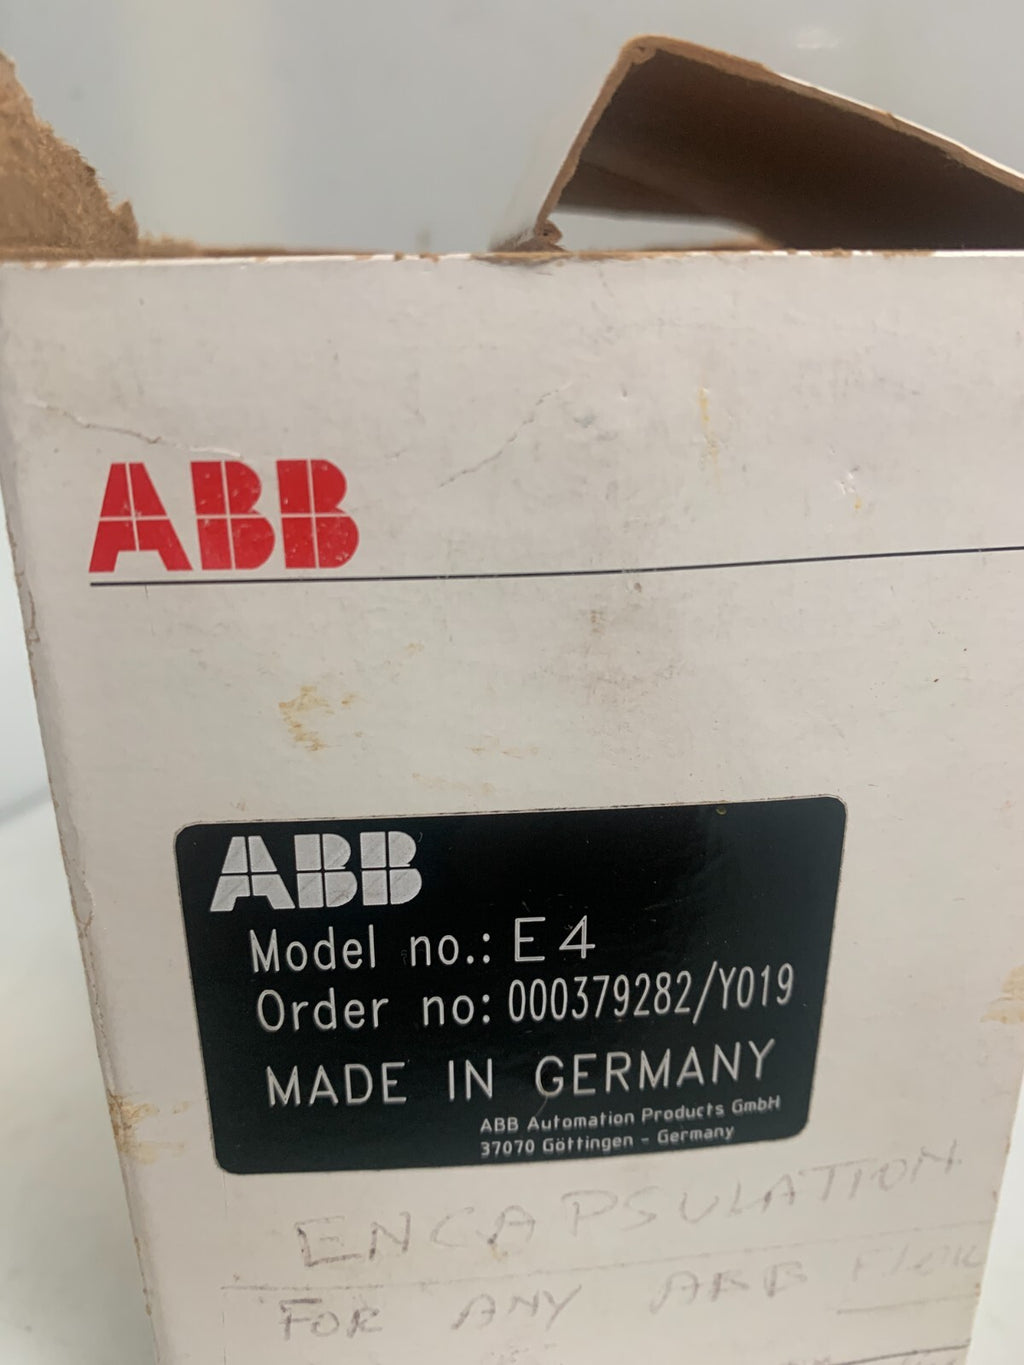 ABB
ABB
Model no.: E4
Order no: 000379282/Y019
MADE IN GERMANY
ABB Automation Products GmbH
37070 Göttingen - Germany
ENCAPSULATION
FOR ANY ABB